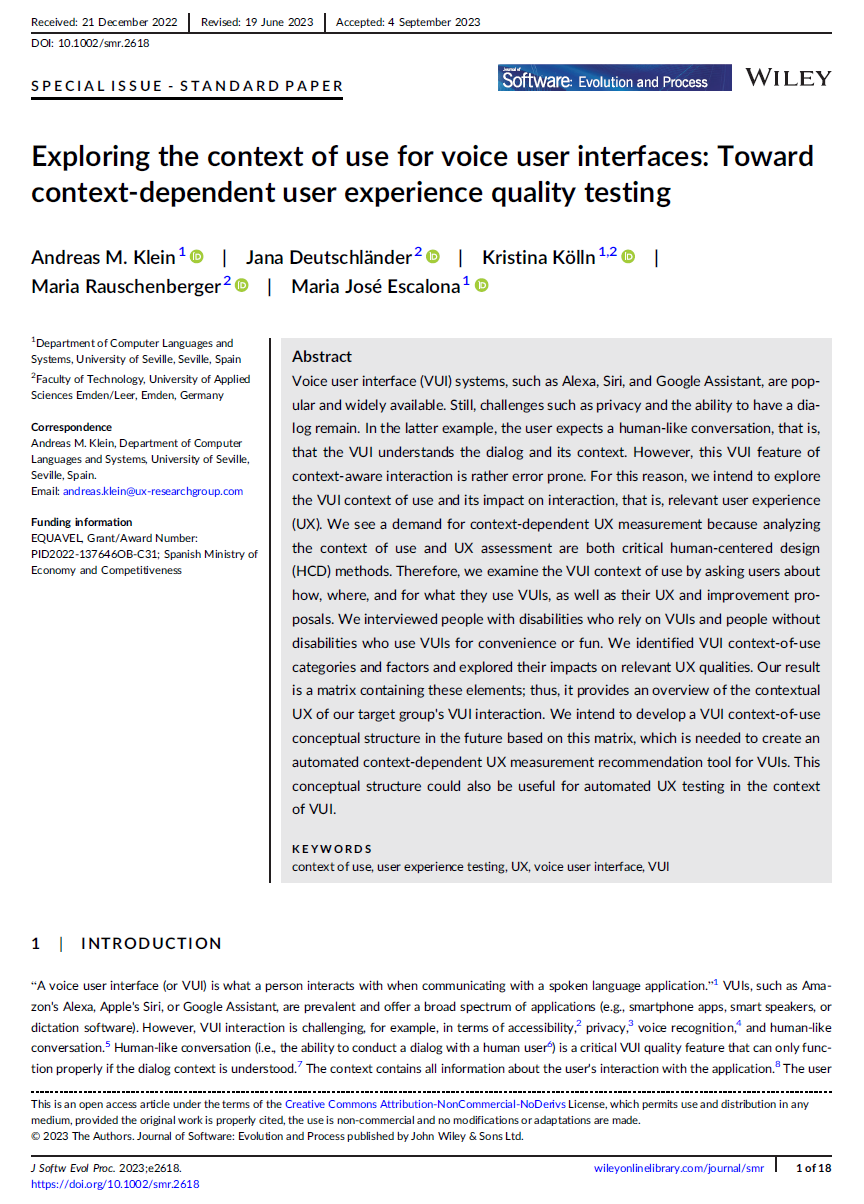 Received: 21 December 2022 | Revised: 19 June 2023 | Accepted: 4 September 2023
DOI: 10.1002/smr.2618
SPECIAL ISSUE - STANDARD PAPER
Journal of
Software: Evolution and Process
WILEY
Exploring the context of use for voice user interfaces: Toward
context-dependent user experience quality testing
Andreas M. Klein1 iD | Jana Deutschländer2 iD | Kristina Kölln1,2 iD |
Maria Rauschenberger2 iD | Maria José Escalona1 iD
1Department of Computer Languages and
Systems, University of Seville, Seville, Spain
2Faculty of Technology, University of Applied
Sciences Emden/Leer, Emden, Germany
Correspondence
Andreas M. Klein, Department of Computer
Languages and Systems, University of Seville,
Seville, Spain.
Email: andreas.klein@ux-researchgroup.com
Funding information
EQUAVEL, Grant/Award Number:
PID2022-137646OB-C31; Spanish Ministry of
Economy and Competitiveness
Abstract
Voice user interface (VUI) systems, such as Alexa, Siri, and Google Assistant, are pop-
ular and widely available. Still, challenges such as privacy and the ability to have a dia-
log remain. In the latter example, the user expects a human-like conversation, that is,
that the VUI understands the dialog and its context. However, this VUI feature of
context-aware interaction is rather error prone. For this reason, we intend to explore
the VUI context of use and its impact on interaction, that is, relevant user experience
(UX). We see a demand for context-dependent UX measurement because analyzing
the context of use and UX assessment are both critical human-centered design
(HCD) methods. Therefore, we examine the VUI context of use by asking users about
how, where, and for what they use VUIs, as well as their UX and improvement pro-
posals. We interviewed people with disabilities who rely on VUIs and people without
disabilities who use VUIs for convenience or fun. We identified VUI context-of-use
categories and factors and explored their impacts on relevant UX qualities. Our result
is a matrix containing these elements; thus, it provides an overview of the contextual
UX of our target group's VUI interaction. We intend to develop a VUI context-of-use
conceptual structure in the future based on this matrix, which is needed to create an
automated context-dependent UX measurement recommendation tool for VUIs. This
conceptual structure could also be useful for automated UX testing in the context
of VUI.
KEYWORDS
context of use, user experience testing, UX, voice user interface, VUI
1 | INTRODUCTION
“A voice user interface (or VUI) is what a person interacts with when communicating with a spoken language application.”1 VUIs, such as Ama-
zon's Alexa, Apple's Siri, or Google Assistant, are prevalent and offer a broad spectrum of applications (e.g., smartphone apps, smart speakers, or
dictation software). However, VUI interaction is challenging, for example, in terms of accessibility,2 privacy,3 voice recognition,4 and human-like
conversation.5 Human-like conversation (i.e., the ability to conduct a dialog with a human user6) is a critical VUI quality feature that can only func-
tion properly if the dialog context is understood.7 The context contains all information about the user's interaction with the application.8 The user
This is an open access article under the terms of the Creative Commons Attribution-NonCommercial-NoDerivs License, which permits use and distribution in any
medium, provided the original work is properly cited, the use is non-commercial and no modifications or adaptations are made.
© 2023 The Authors. Journal of Software: Evolution and Process published by John Wiley & Sons Ltd.
J Softw Evol Proc. 2023;e2618.
https://doi.org/10.1002/smr.2618
wileyonlinelibrary.com/journal/smr | 1 of 18